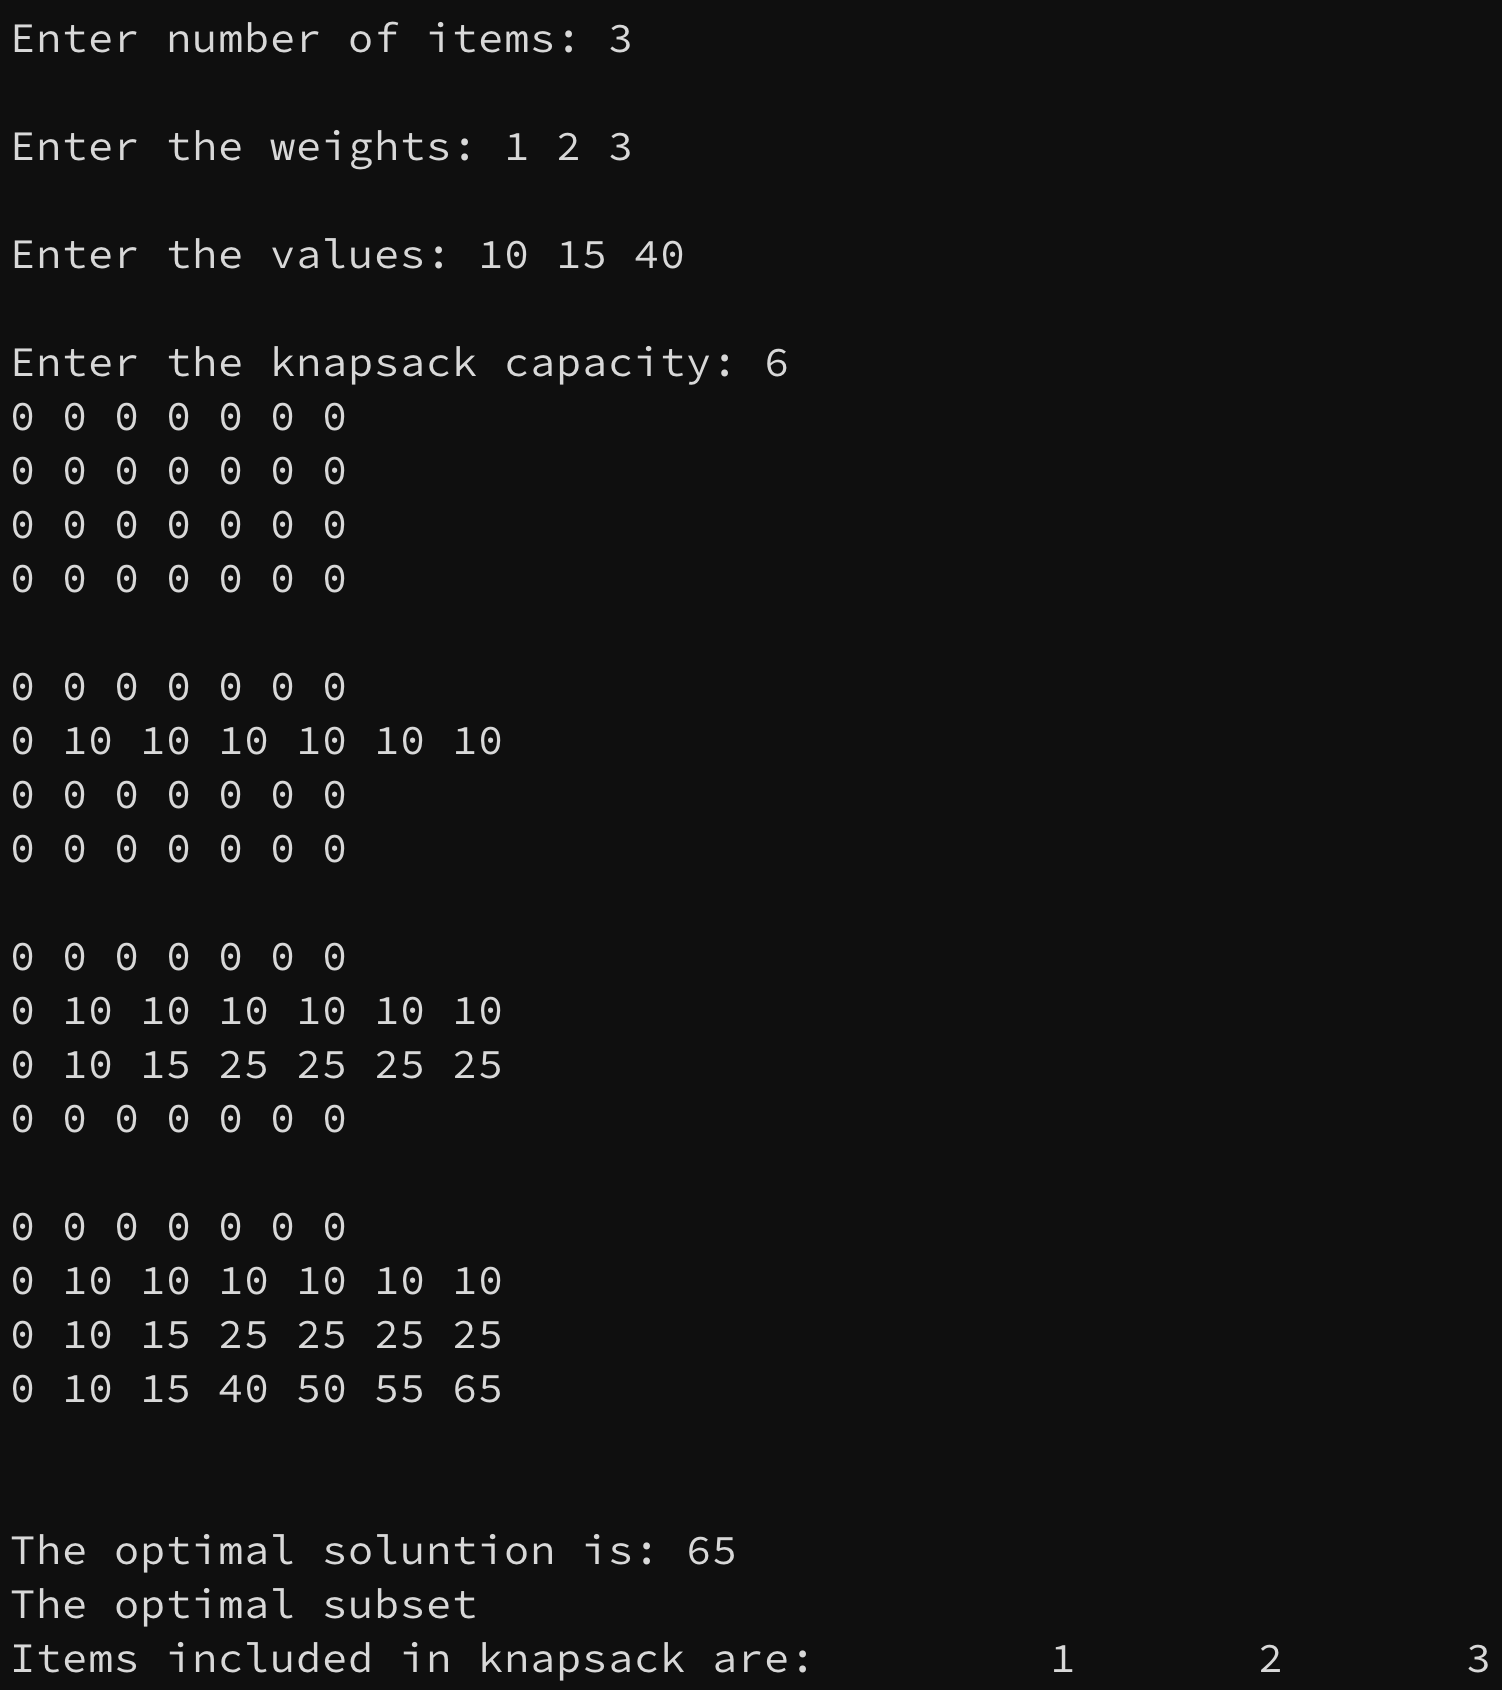 Enter number of items: 3
Enter the weights: 1 2 3
Enter the values: 10 15 40
Enter the knapsack capacity: 6
0 0 0 0 0 0 0
0 0 0 0 0 0 0
0 0 0 0 0 0 0
0 0 0 0 0 0 0
0 0 0 0 0 0 0
0 10 10 10 10 10 10
0 0 0 0 0 0 0
0 0 0 0 0 0 0
0 0 0 0 0 0 0
0 10 10 10 10 10 10
0 10 15 25 25 25 25
0 0 0 0 0 0 0
0 0 0 0 0 0 0
0 10 10 10 10 10 10
0 10 15 25 25 25 25
0 10 15 40 50 55 65
The optimal soluntion is: 65
The optimal subset
Items included in knapsack are: 1 2 3